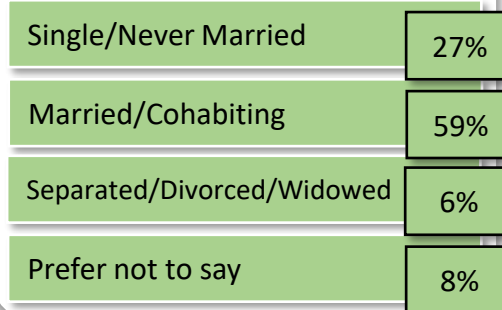 Single/Never Married 27%
Married/Cohabiting 59%
Separated/Divorced/Widowed 6%
Prefer not to say 8%